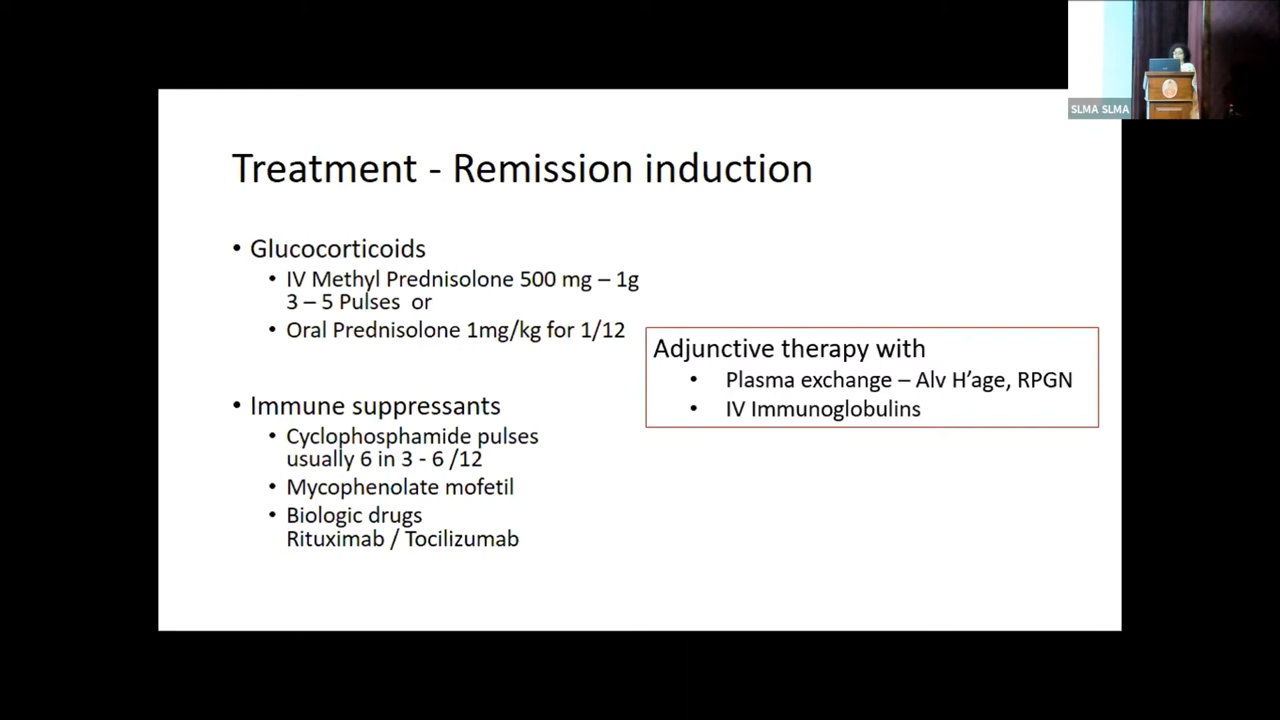 SLMA SLMA
Treatment - Remission induction
• Glucocorticoids
• IV Methyl Prednisolone 500 mg – 1g
3 – 5 Pulses or
• Oral Prednisolone 1mg/kg for 1/12
• Immune suppressants
• Cyclophosphamide pulses
usually 6 in 3 - 6 /12
• Mycophenolate mofetil
• Biologic drugs
Rituximab / Tocilizumab
Adjunctive therapy with
• Plasma exchange – Alv H’age, RPGN
• IV Immunoglobulins